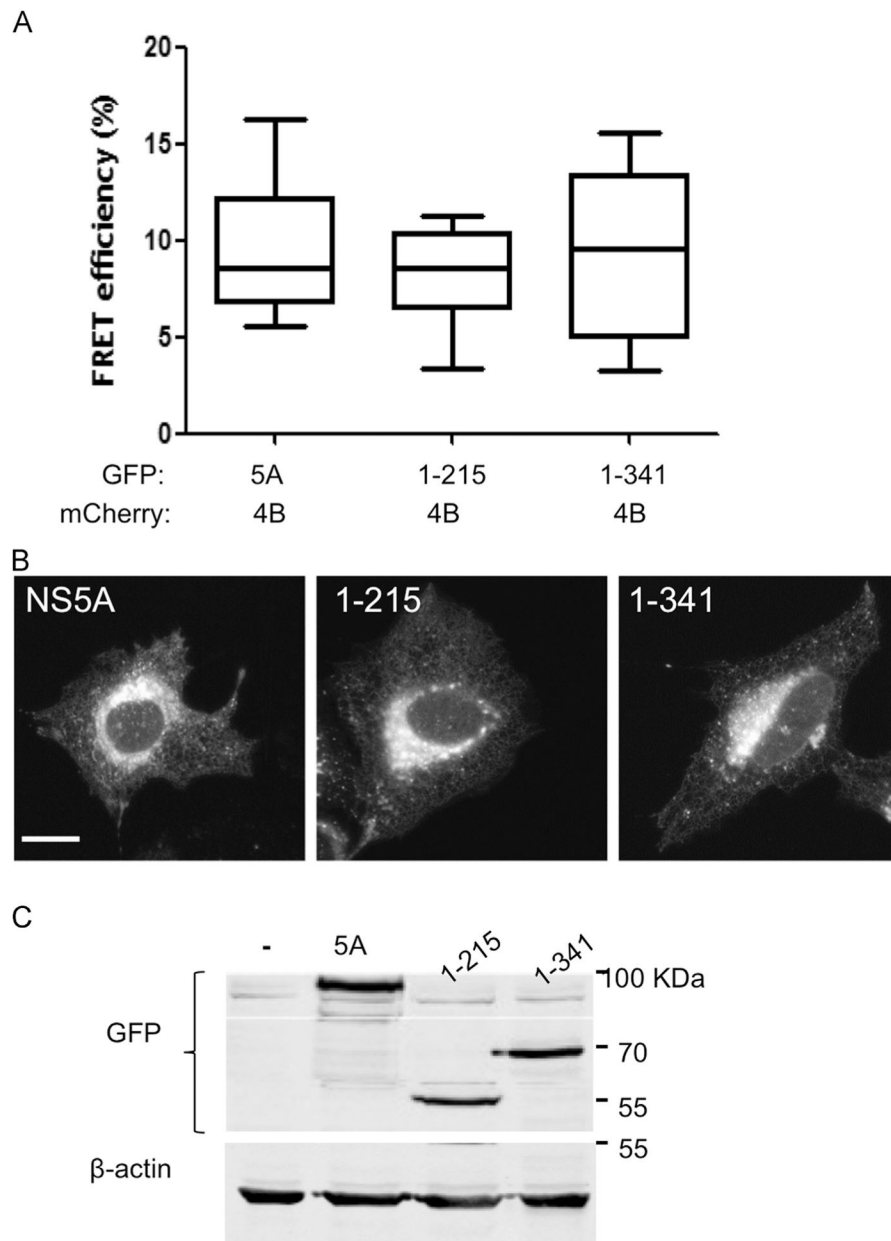 A
20
15
10
5
0
FRET efficiency (%)
GFP: 5A 1-215 1-341
mCherry: 4B 4B 4B
B
NS5A 1-215 1-341
C
- 5A 1-215 1-341
100 KDa
GFP
70
55
55
β-actin